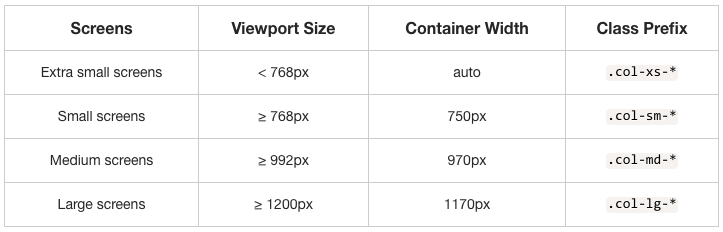 Screens Viewport Size Container Width Class Prefix
Extra small screens < 768px auto .col-xs-*
Small screens ≥ 768px 750px .col-sm-*
Medium screens ≥ 992px 970px .col-md-*
Large screens ≥ 1200px 1170px .col-lg-*